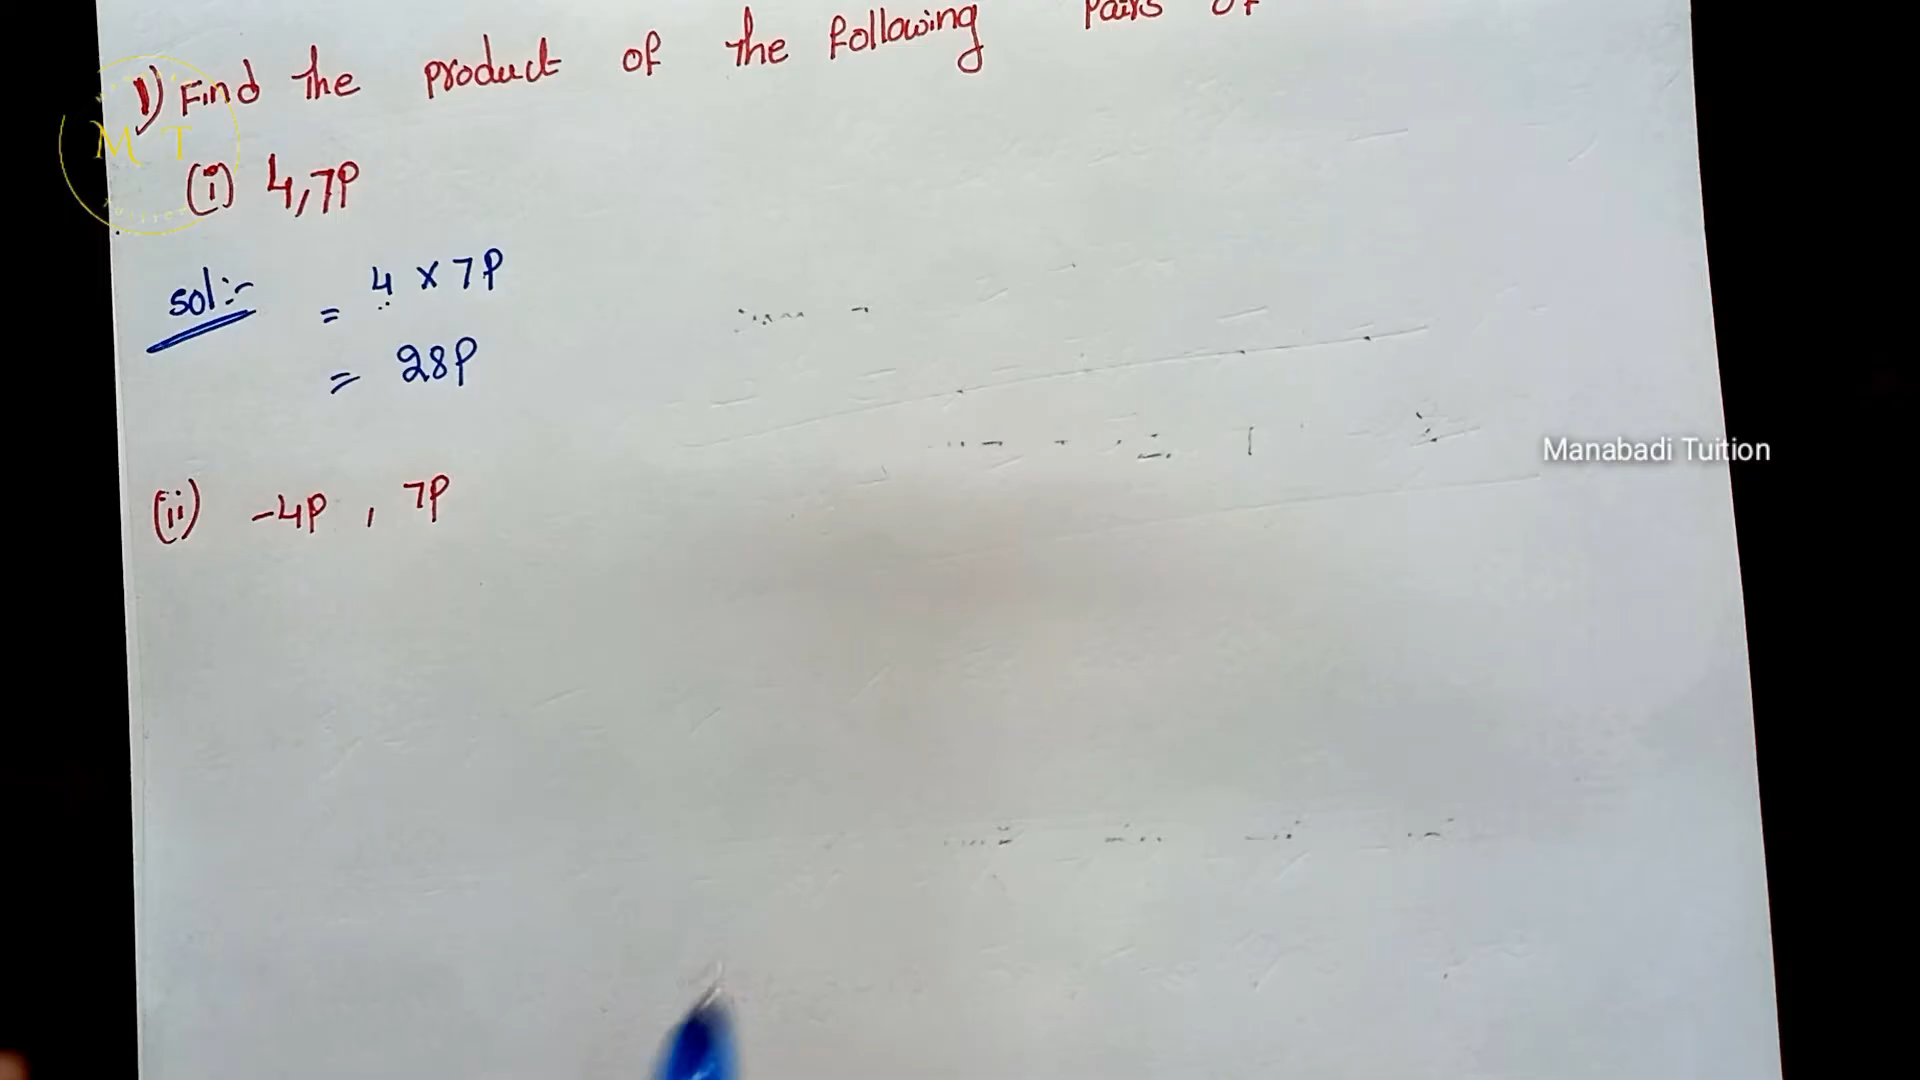 1) Find the product of the following Pairs of
M T
Tuition
(i) 4, 7P
Sol:- = 4 × 7P
= 28P
Manabadi Tuition
(ii) -4P , 7P